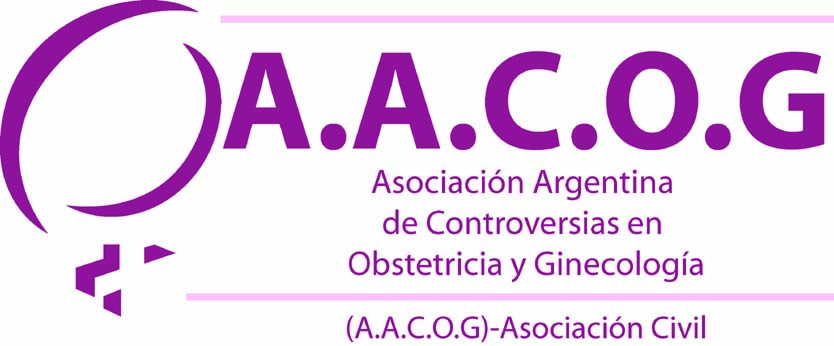 A.A.C.O.G
Asociación Argentina
de Controversias en
Obstetricia y Ginecología
(A.A.C.O.G)-Asociación Civil